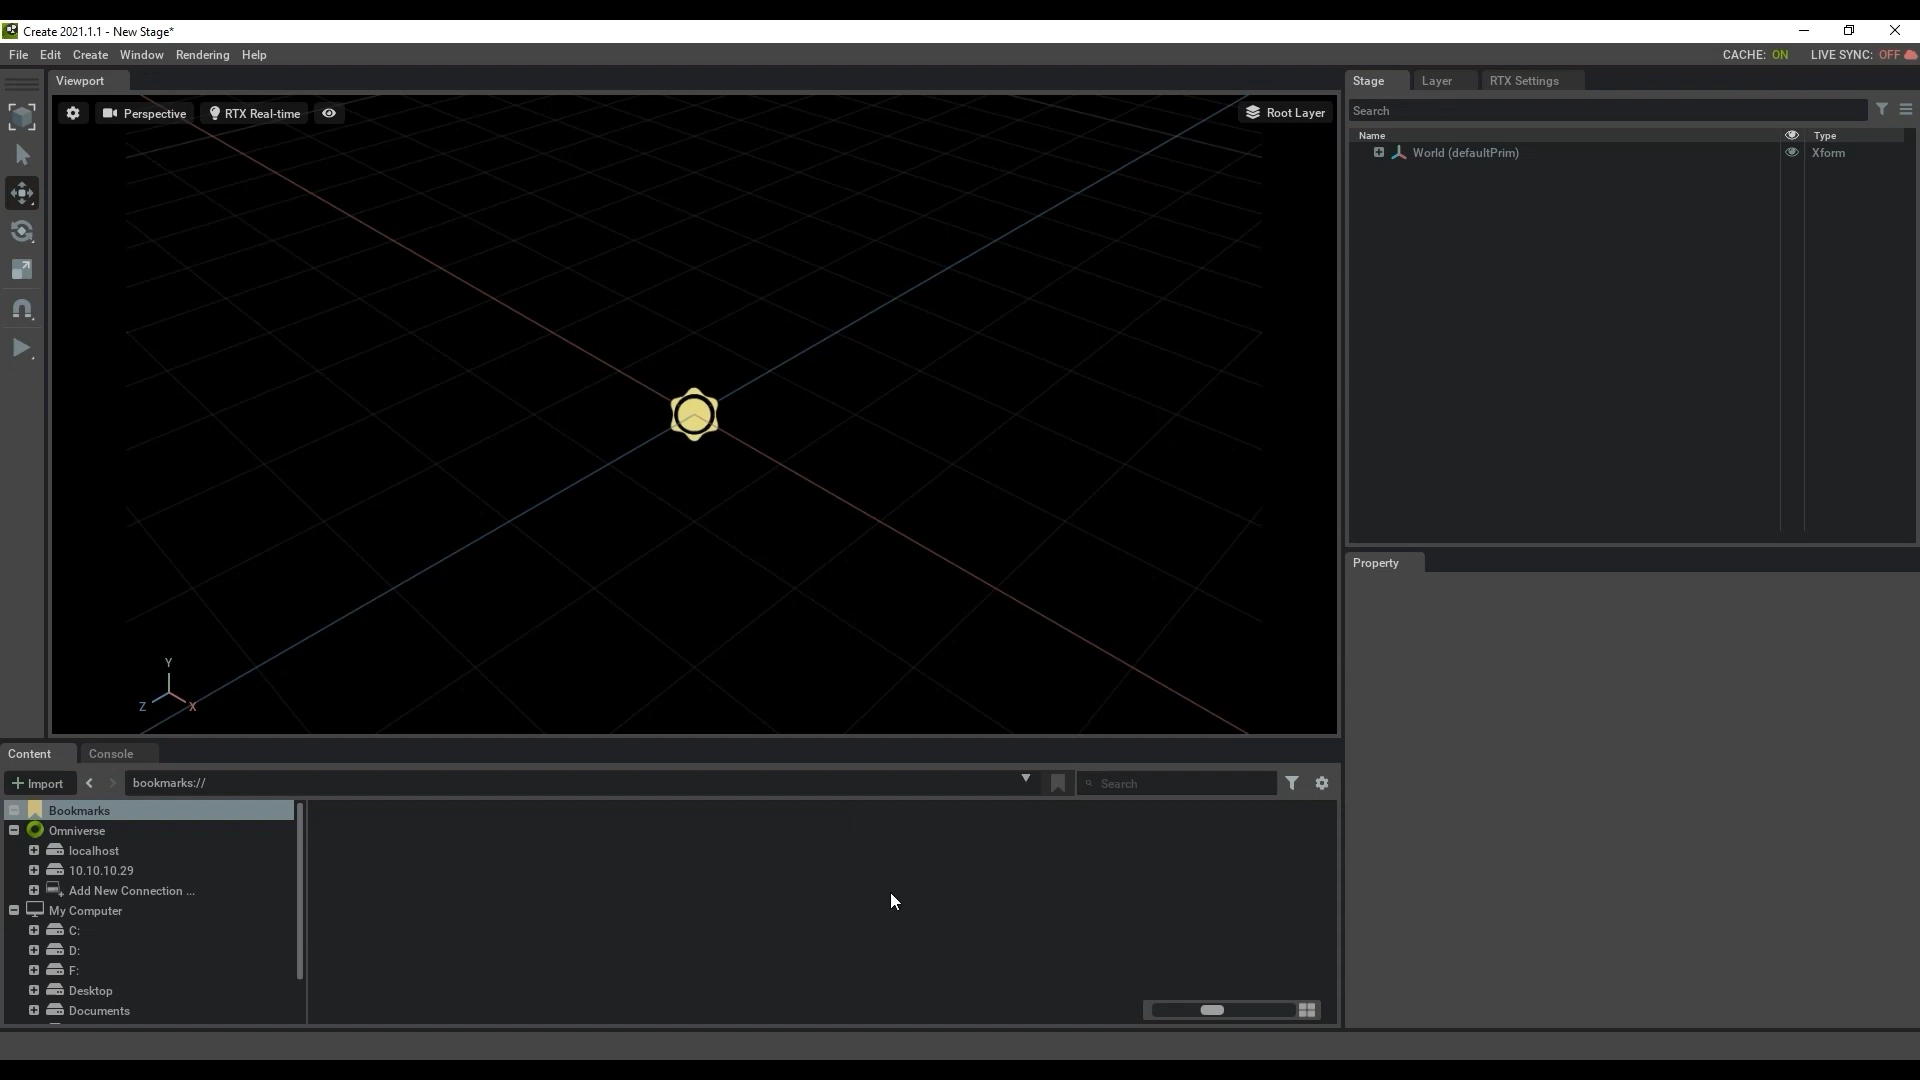 Create 2021.1.1 - New Stage*
File Edit Create Window Rendering Help
CACHE: ON LIVE SYNC: OFF
Viewport
Perspective RTX Real-time
Root Layer
Y
Z X
Stage Layer RTX Settings
Search
Name Type
World (defaultPrim) Xform
Property
Content Console
Import bookmarks:// Search
Bookmarks
Omniverse
localhost
10.10.10.29
Add New Connection ...
My Computer
C:
D:
F:
Desktop
Documents